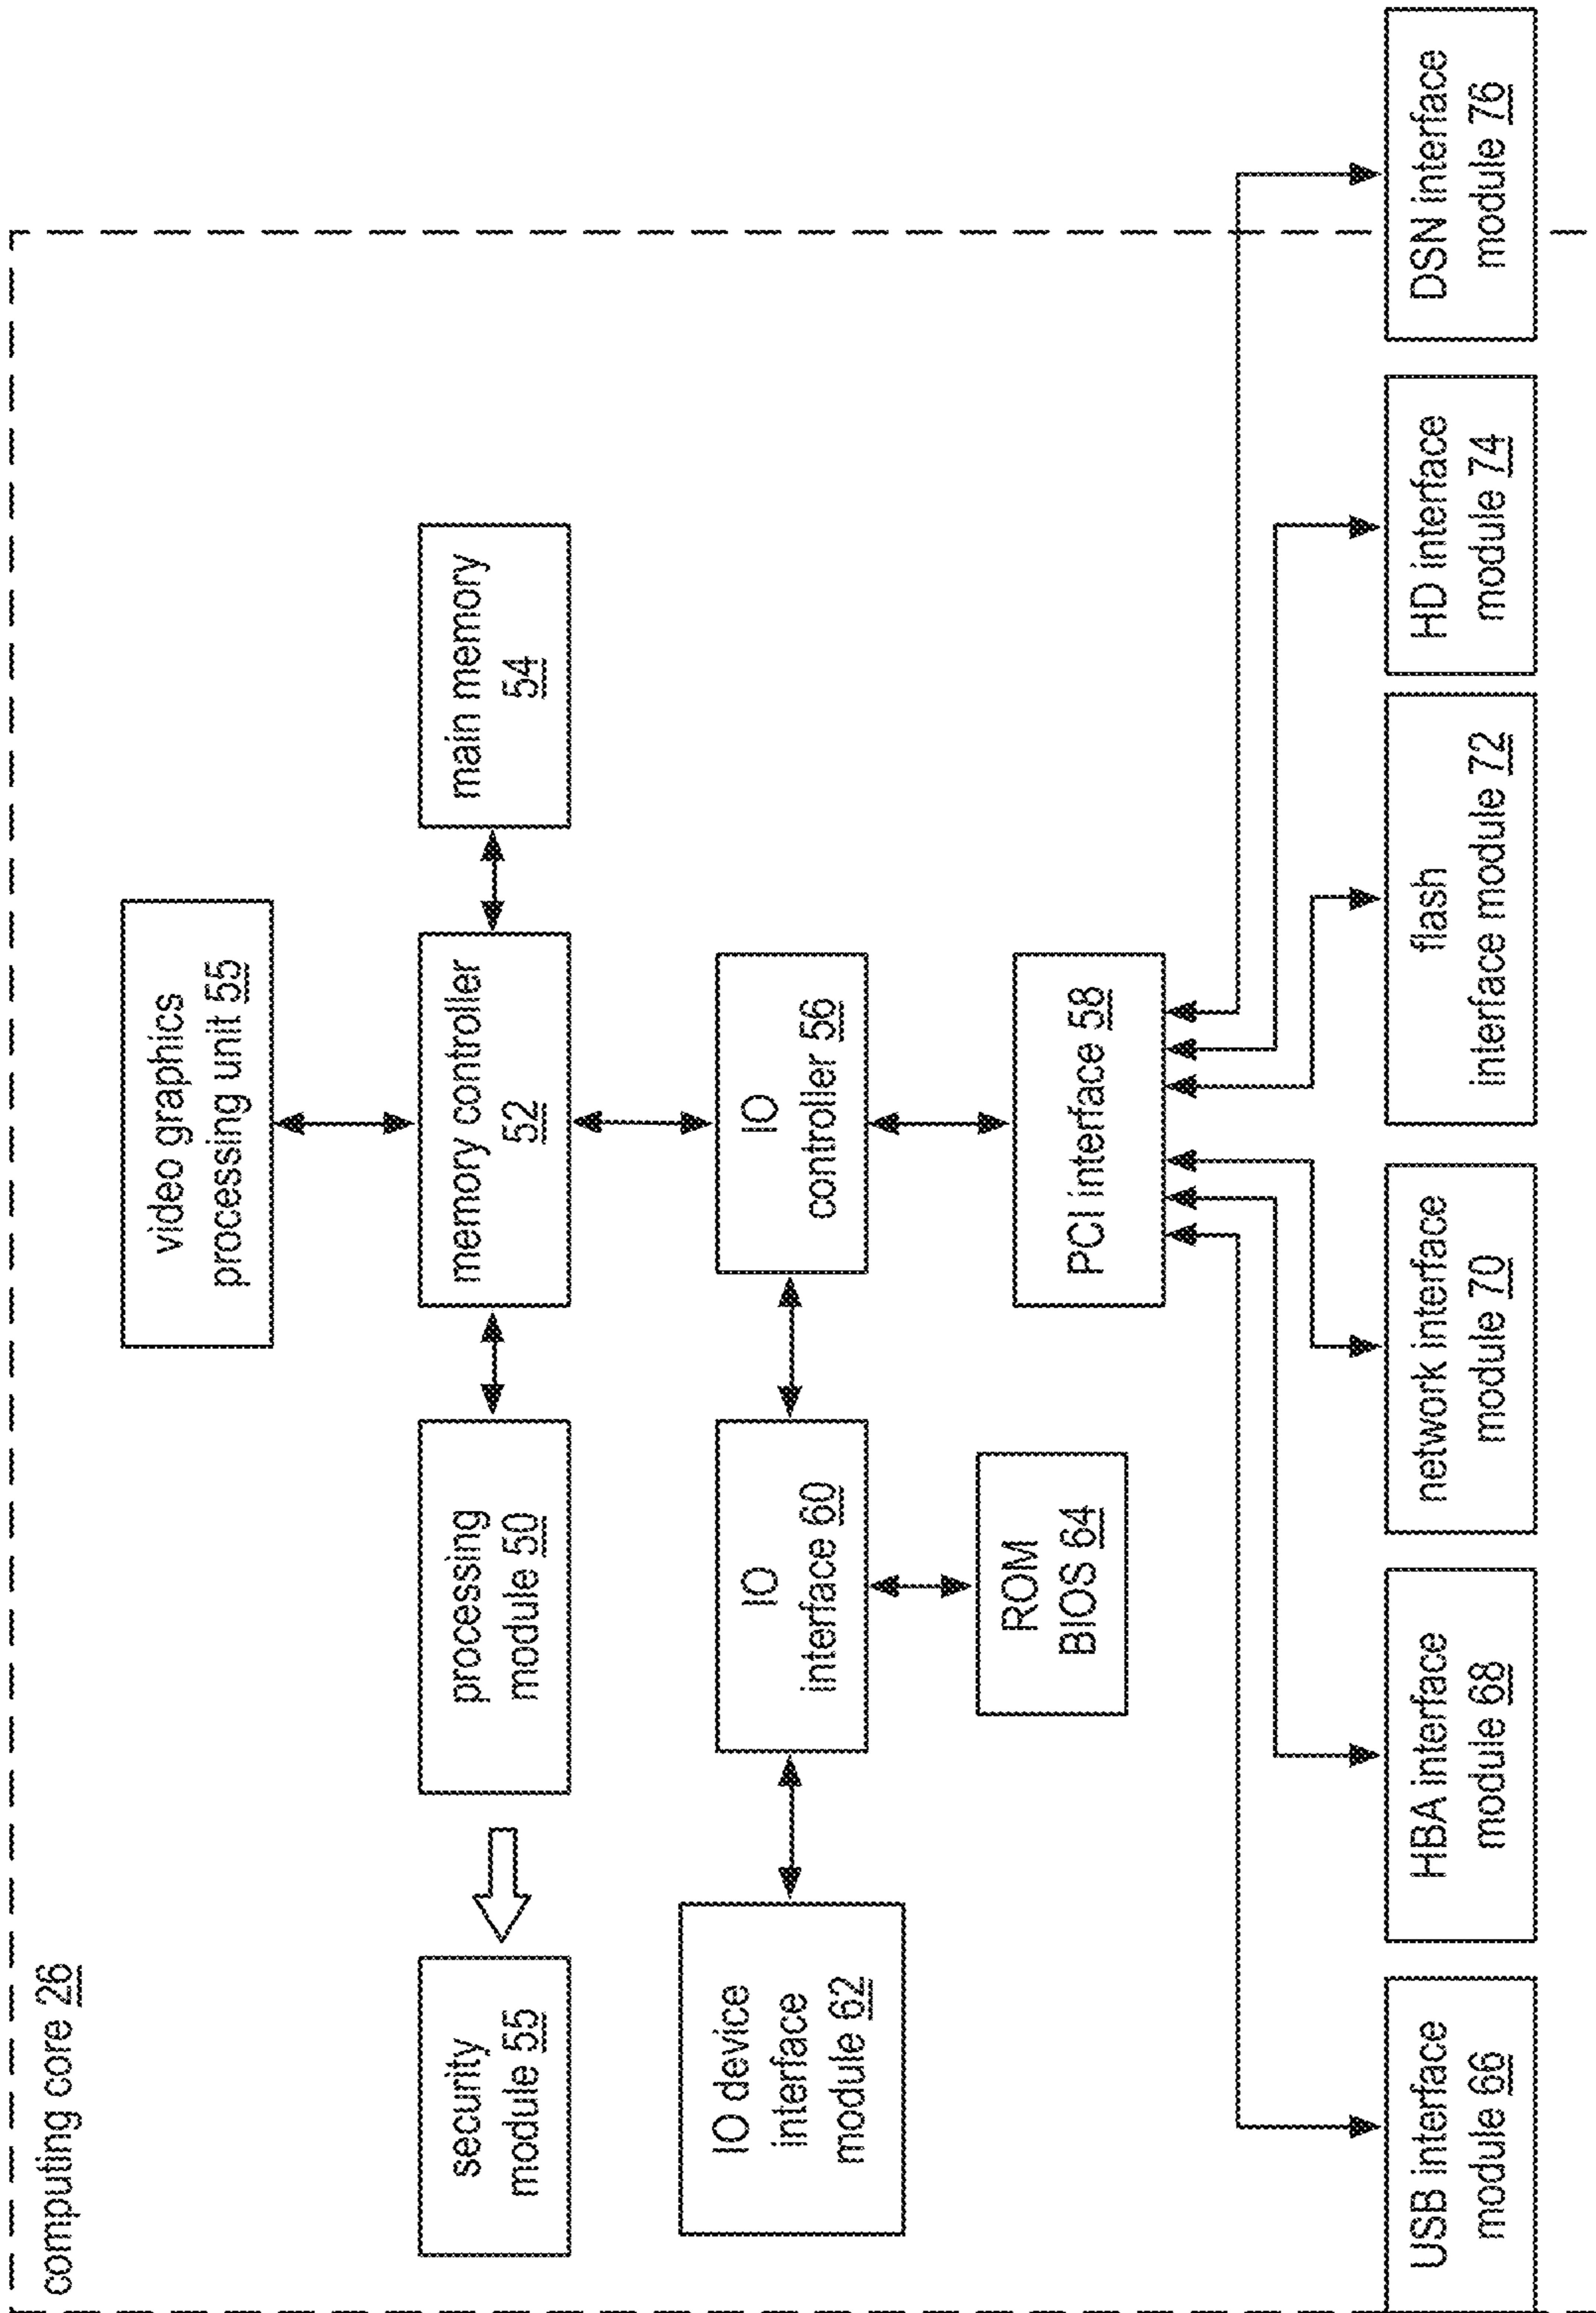 computing core 26
video graphics
processing unit 55
security
module 55
processing
module 50
memory controller
52
main memory
54
IO device
interface
module 62
IO
interface 60
IO
controller 56
ROM
BIOS 64
PCI interface 58
USB interface
module 66
HBA interface
module 68
network interface
module 70
flash
interface module 72
HD interface
module 74
DSN interface
module 76